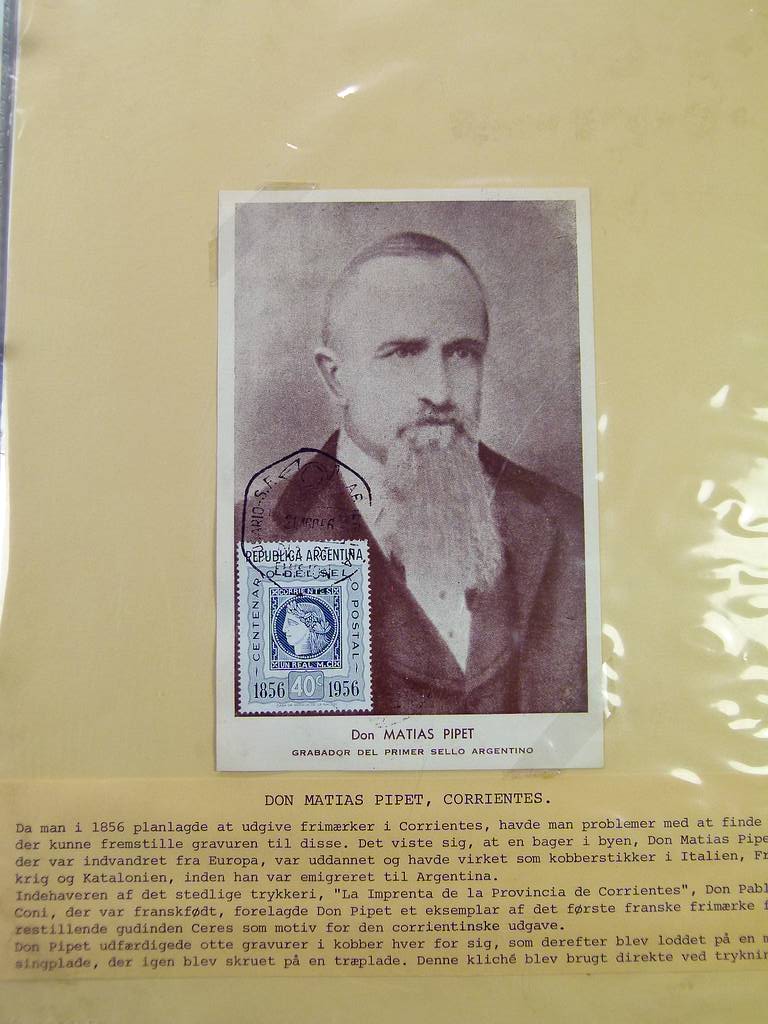 ROSARIO-S.F.
REPUBLICA ARGENTINA
CENTENARIO DEL SELLO POSTAL
CORRIENTES
UN REAL M.C.
1856 40c 1956
Don MATIAS PIPET
GRABADOR DEL PRIMER SELLO ARGENTINO
DON MATIAS PIPET, CORRIENTES.
Da man i 1856 planlagde at udgive frimærker i Corrientes, havde man problemer med at finde
der kunne fremstille gravuren til disse. Det viste sig, at en bager i byen, Don Matias Pipe
der var indvandret fra Europa, var uddannet og havde virket som kobberstikker i Italien, Fr
krig og Katalonien, inden han var emigreret til Argentina.
Indehaveren af det stedlige trykkeri, "La Imprenta de la Provincia de Corrientes", Don Pabl
Coni, der var franskfødt, forelagde Don Pipet et eksemplar af det første franske frimærke f
restillende gudinden Ceres som motiv for den corrientinske udgave.
Don Pipet udfærdigede otte gravurer i kobber hver for sig, som derefter blev loddet på en m
singplade, der igen blev skruet på en træplade. Denne kliché blev brugt direkte ved trykni